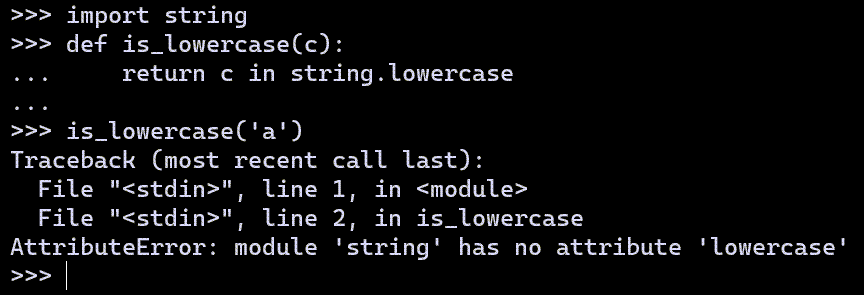 >>> import string
>>> def is_lowercase(c):
...     return c in string.lowercase
...
>>> is_lowercase('a')
Traceback (most recent call last):
  File "<stdin>", line 1, in <module>
  File "<stdin>", line 2, in is_lowercase
AttributeError: module 'string' has no attribute 'lowercase'
>>>